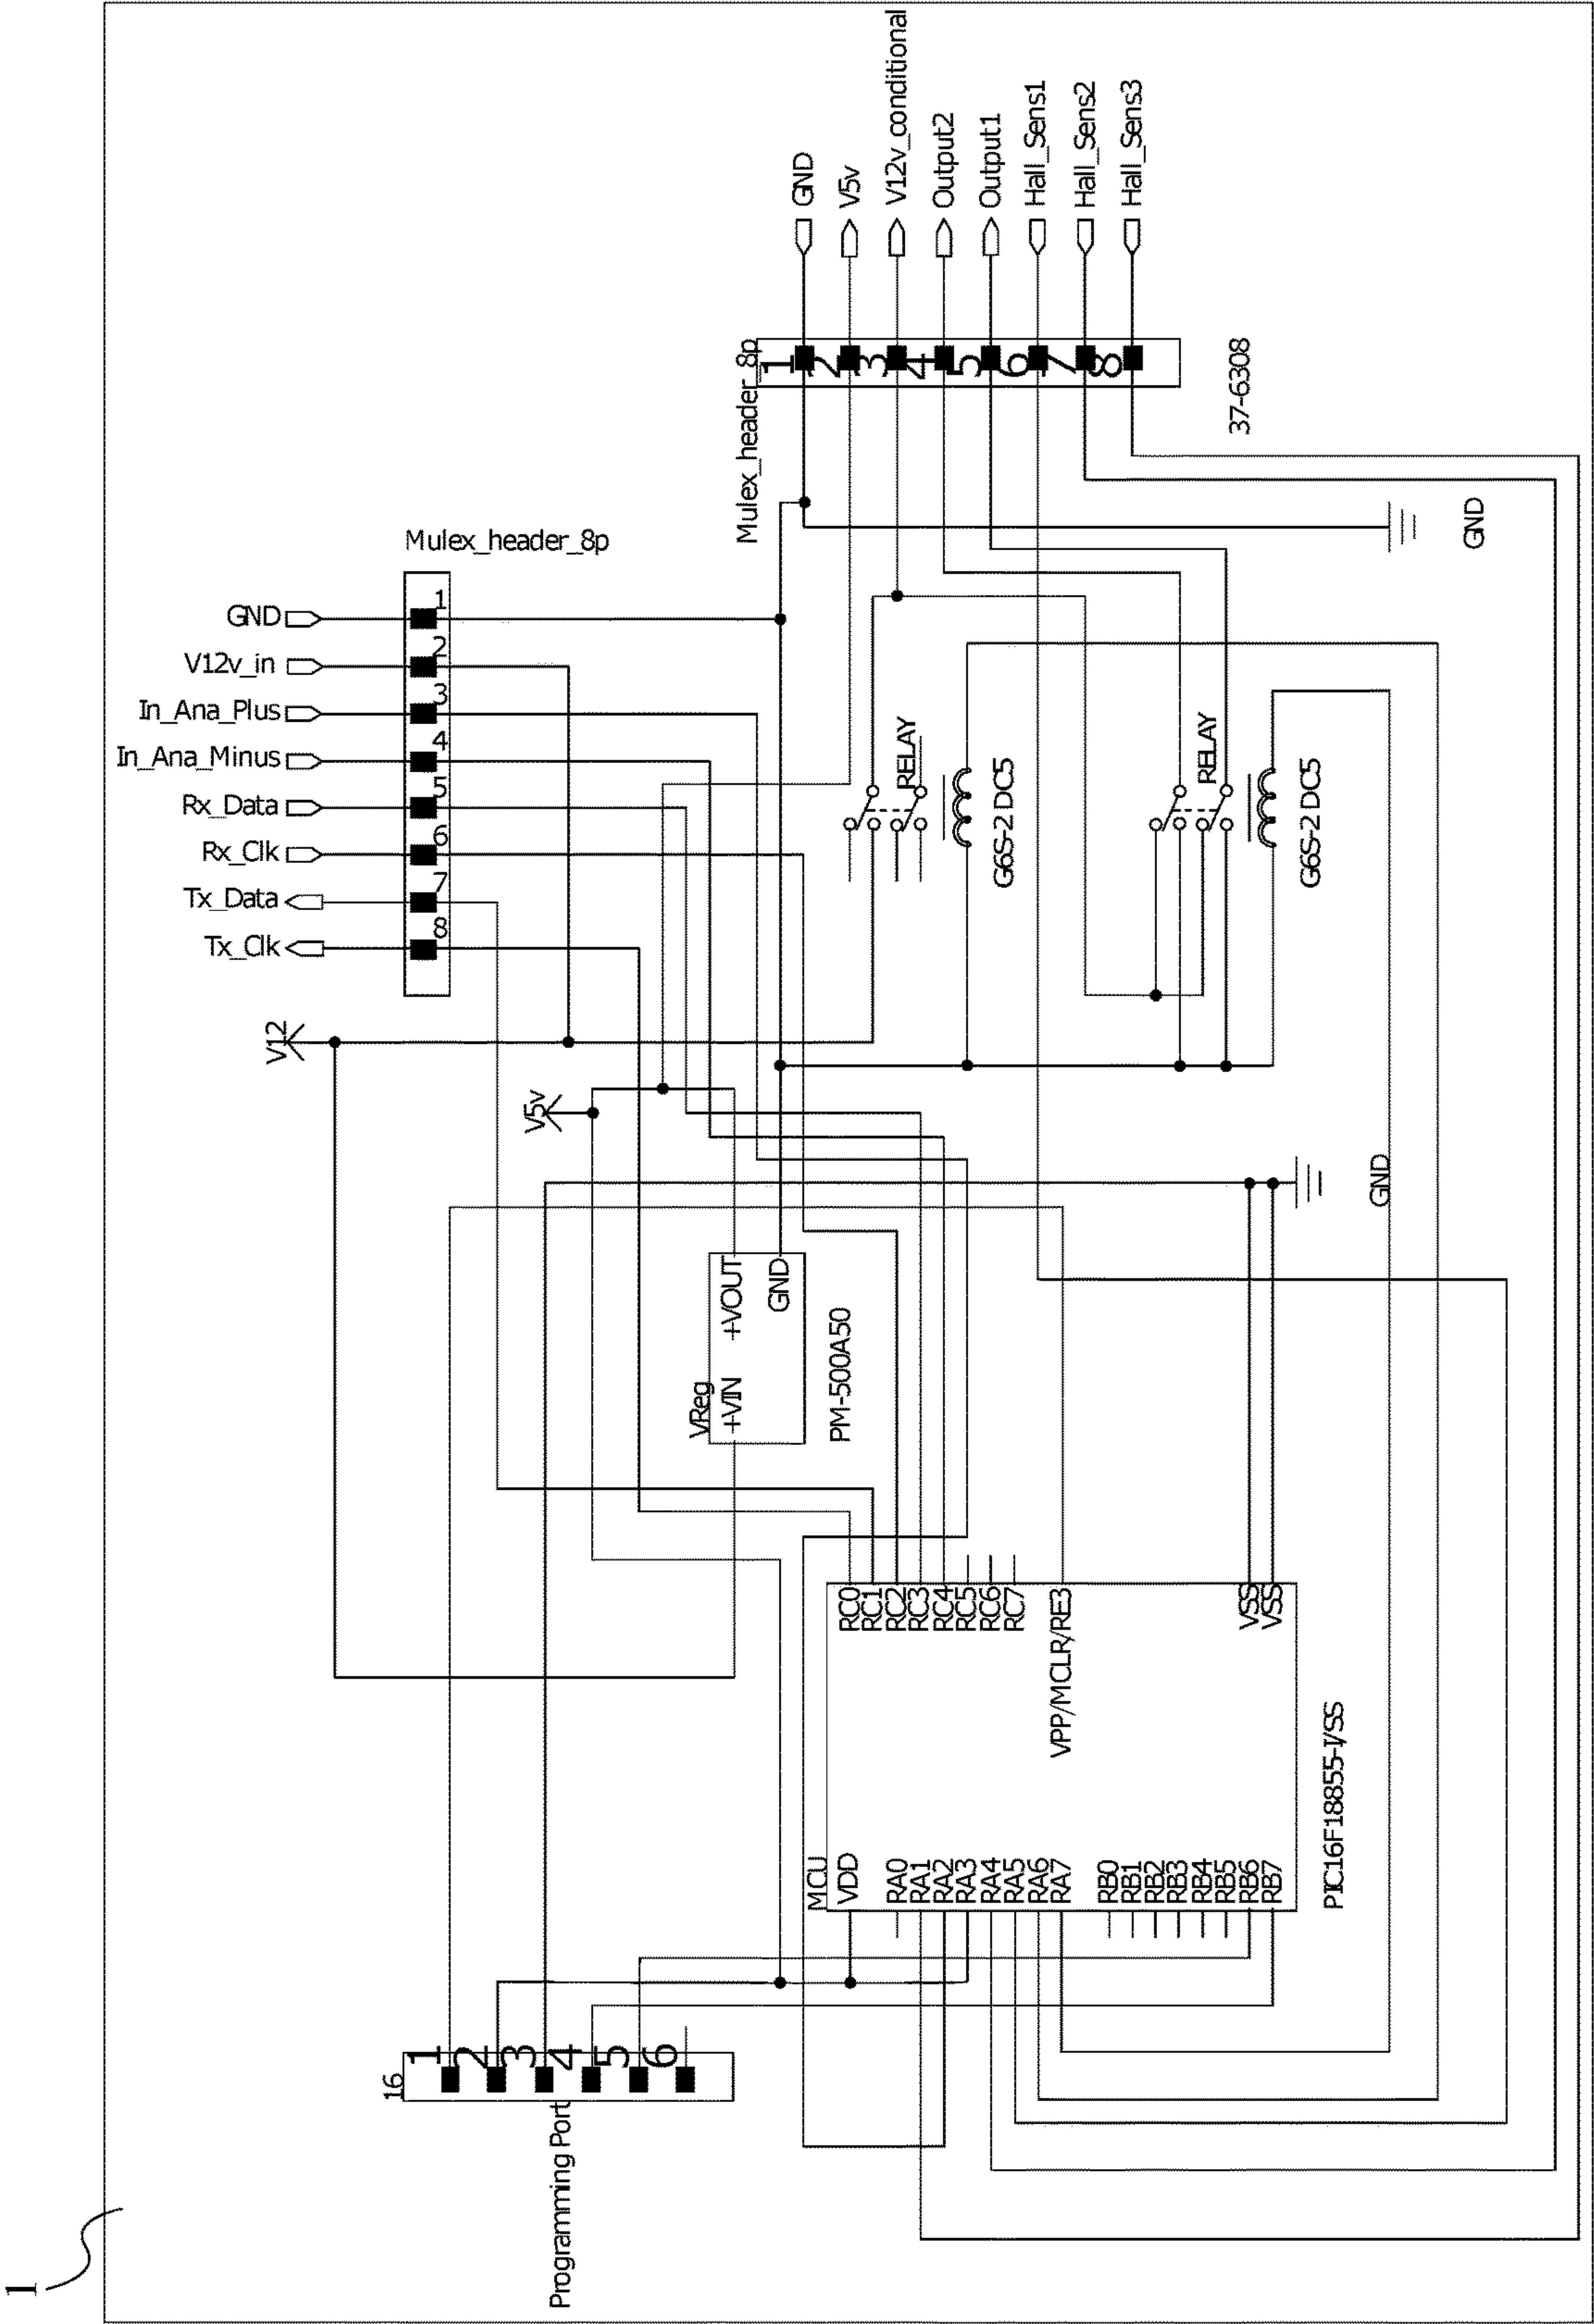 1
GND
V12v_in
In_Ana_Plus
In_Ana_Minus
Rx_Data
Rx_Clk
Tx_Data
Tx_Clk
Mulex_header_8p
1
2
3
4
5
6
7
8
GND
V5v
V12v_conditional
Output2
Output1
Hall_Sens1
Hall_Sens2
Hall_Sens3
Mulex_header_8p
1
2
3
4
5
6
7
8
37-6308
GND
V12
V5v
RELAY
G6S-2 DC5
RELAY
G6S-2 DC5
GND
VReg
+VIN
+VOUT
GND
PM-500A50
RC0
RC1
RC2
RC3
RC4
RC5
RC6
RC7
VPP/MCLR/RE3
VSS
VSS
MCU
VDD
RA0
RA1
RA2
RA3
RA4
RA5
RA6
RA7
RB0
RB1
RB2
RB3
RB4
RB5
RB6
RB7
PIC16F18855-I/SS
16
1
2
3
4
5
6
Programming Port